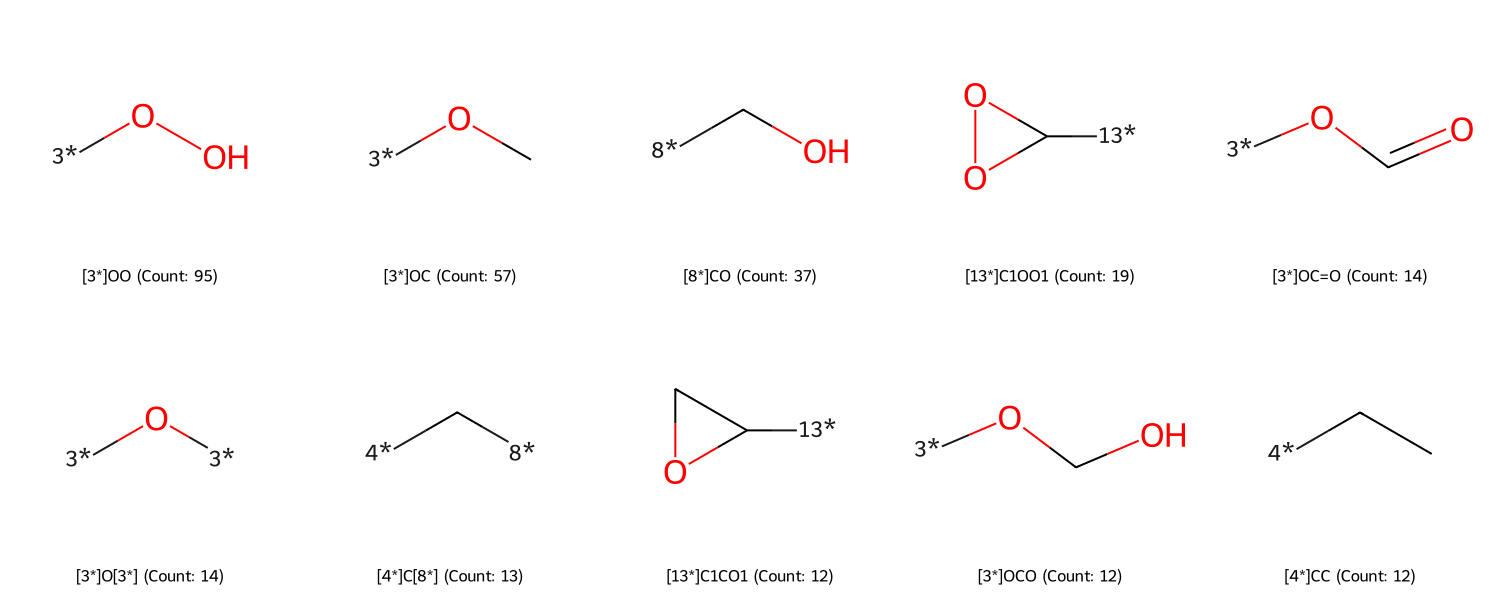 3* O OH
3* O
8* OH
O O 13*
3* O O
[3*]OO (Count: 95)
[3*]OC (Count: 57)
[8*]CO (Count: 37)
[13*]C1OO1 (Count: 19)
[3*]OC=O (Count: 14)
3* O 3*
4* 8*
O 13*
3* O OH
4*
[3*]O[3*] (Count: 14)
[4*]C[8*] (Count: 13)
[13*]C1CO1 (Count: 12)
[3*]OCO (Count: 12)
[4*]CC (Count: 12)